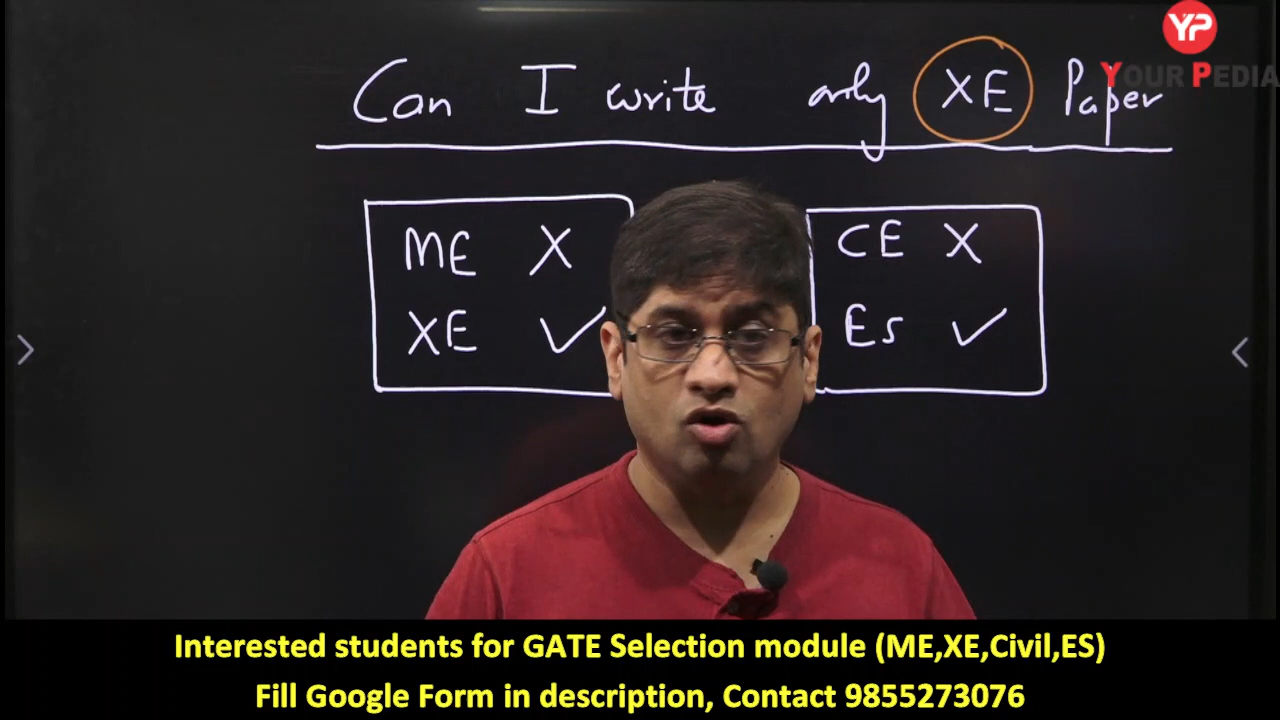 YP
YOUR PEDIA
Can I write only XE Paper
ME X
XE ✓
CE X
Es ✓
Interested students for GATE Selection module (ME,XE,Civil,ES)
Fill Google Form in description, Contact 9855273076